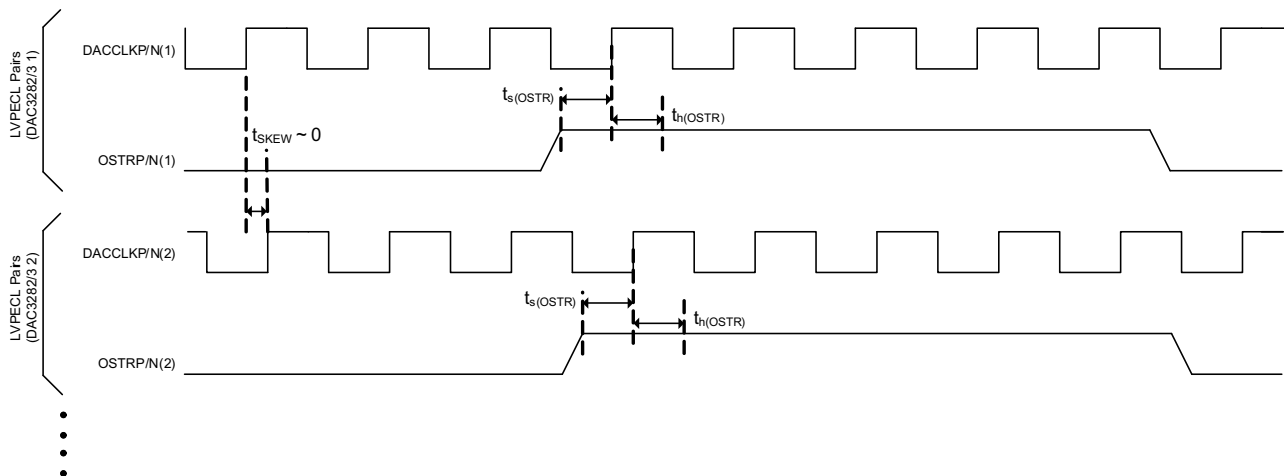 LVPECL Pairs
(DAC3282/3 1)
DACCLKP/N(1)
ts(OSTR)
th(OSTR)
tSKEW ~ 0
OSTRP/N(1)
LVPECL Pairs
(DAC3282/3 2)
DACCLKP/N(2)
ts(OSTR)
th(OSTR)
OSTRP/N(2)